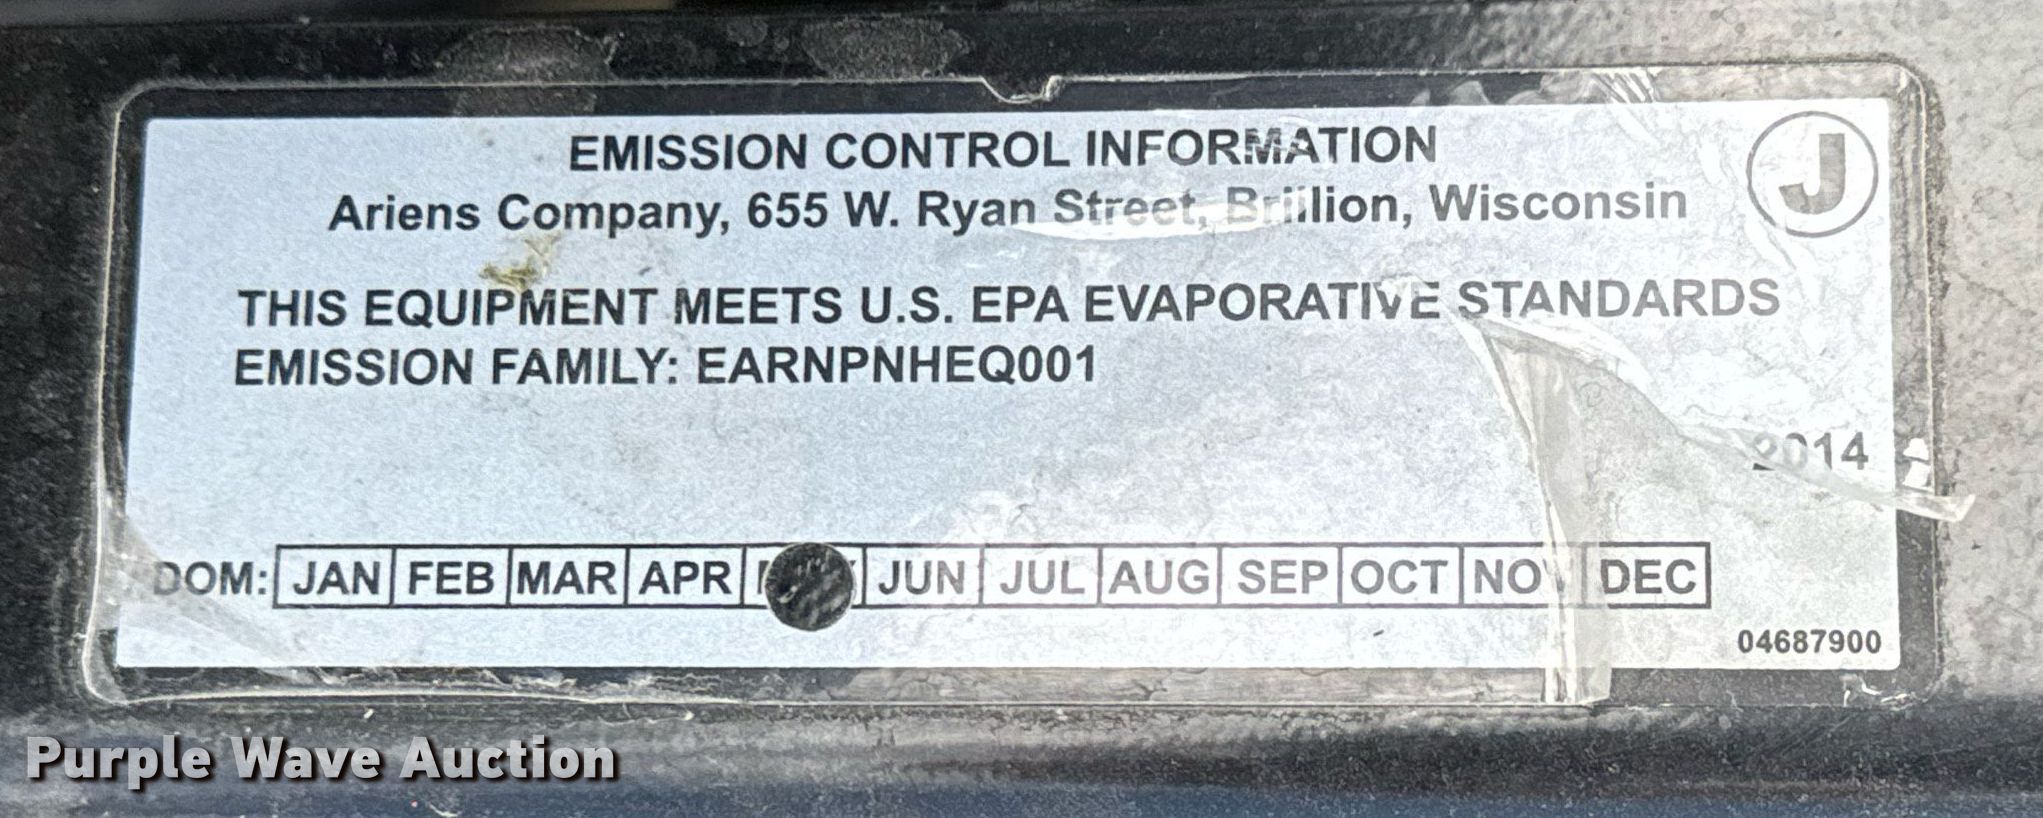 EMISSION CONTROL INFORMATION
J
Ariens Company, 655 W. Ryan Street, Brillion, Wisconsin
THIS EQUIPMENT MEETS U.S. EPA EVAPORATIVE STANDARDS
EMISSION FAMILY: EARNPNHEQ001
2014
DOM: JAN FEB MAR APR JUN JUL AUG SEP OCT NOV DEC
04687900
Purple Wave Auction